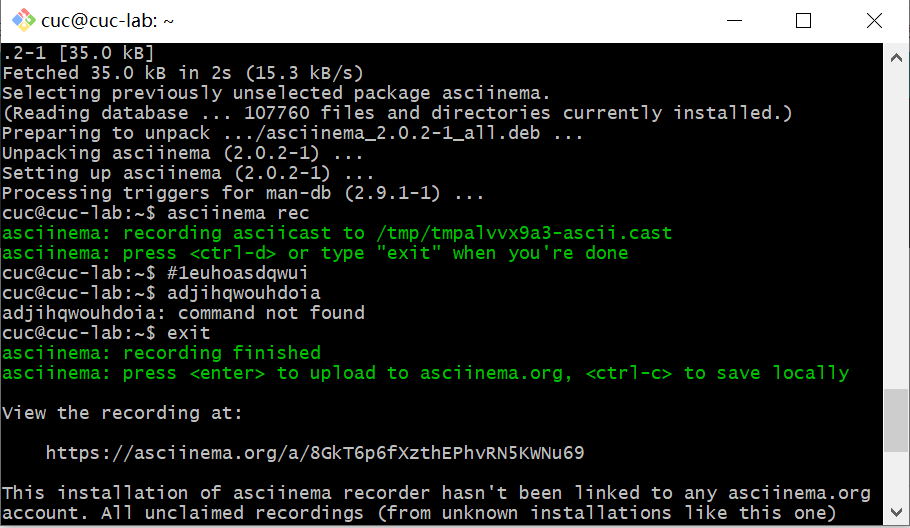 cuc@cuc-lab: ~
.2-1 [35.0 kB]
Fetched 35.0 kB in 2s (15.3 kB/s)
Selecting previously unselected package asciinema.
(Reading database ... 107760 files and directories currently installed.)
Preparing to unpack .../asciinema_2.0.2-1_all.deb ...
Unpacking asciinema (2.0.2-1) ...
Setting up asciinema (2.0.2-1) ...
Processing triggers for man-db (2.9.1-1) ...
cuc@cuc-lab:~$ asciinema rec
asciinema: recording asciicast to /tmp/tmpalvvx9a3-ascii.cast
asciinema: press <ctrl-d> or type "exit" when you're done
cuc@cuc-lab:~$ #1euhoasdqwui
cuc@cuc-lab:~$ adjihqwouhdoia
adjihqwouhdoia: command not found
cuc@cuc-lab:~$ exit
asciinema: recording finished
asciinema: press <enter> to upload to asciinema.org, <ctrl-c> to save locally
View the recording at:
https://asciinema.org/a/8GkT6p6fXzthEPhvRN5KWNu69
This installation of asciinema recorder hasn't been linked to any asciinema.org
account. All unclaimed recordings (from unknown installations like this one)